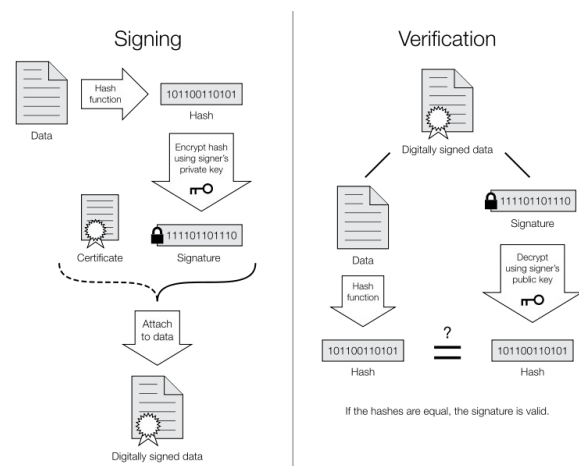 Signing
Hash
function
101100110101
Hash
Data
Encrypt hash
using signer's
private key
111101101110
Certificate
Signature
Attach
to data
Digitally signed data
Verification
Digitally signed data
111101101110
Signature
Data
Hash
function
Decrypt
using signer's
public key
?
101100110101
=
101100110101
Hash
Hash
If the hashes are equal, the signature is valid.